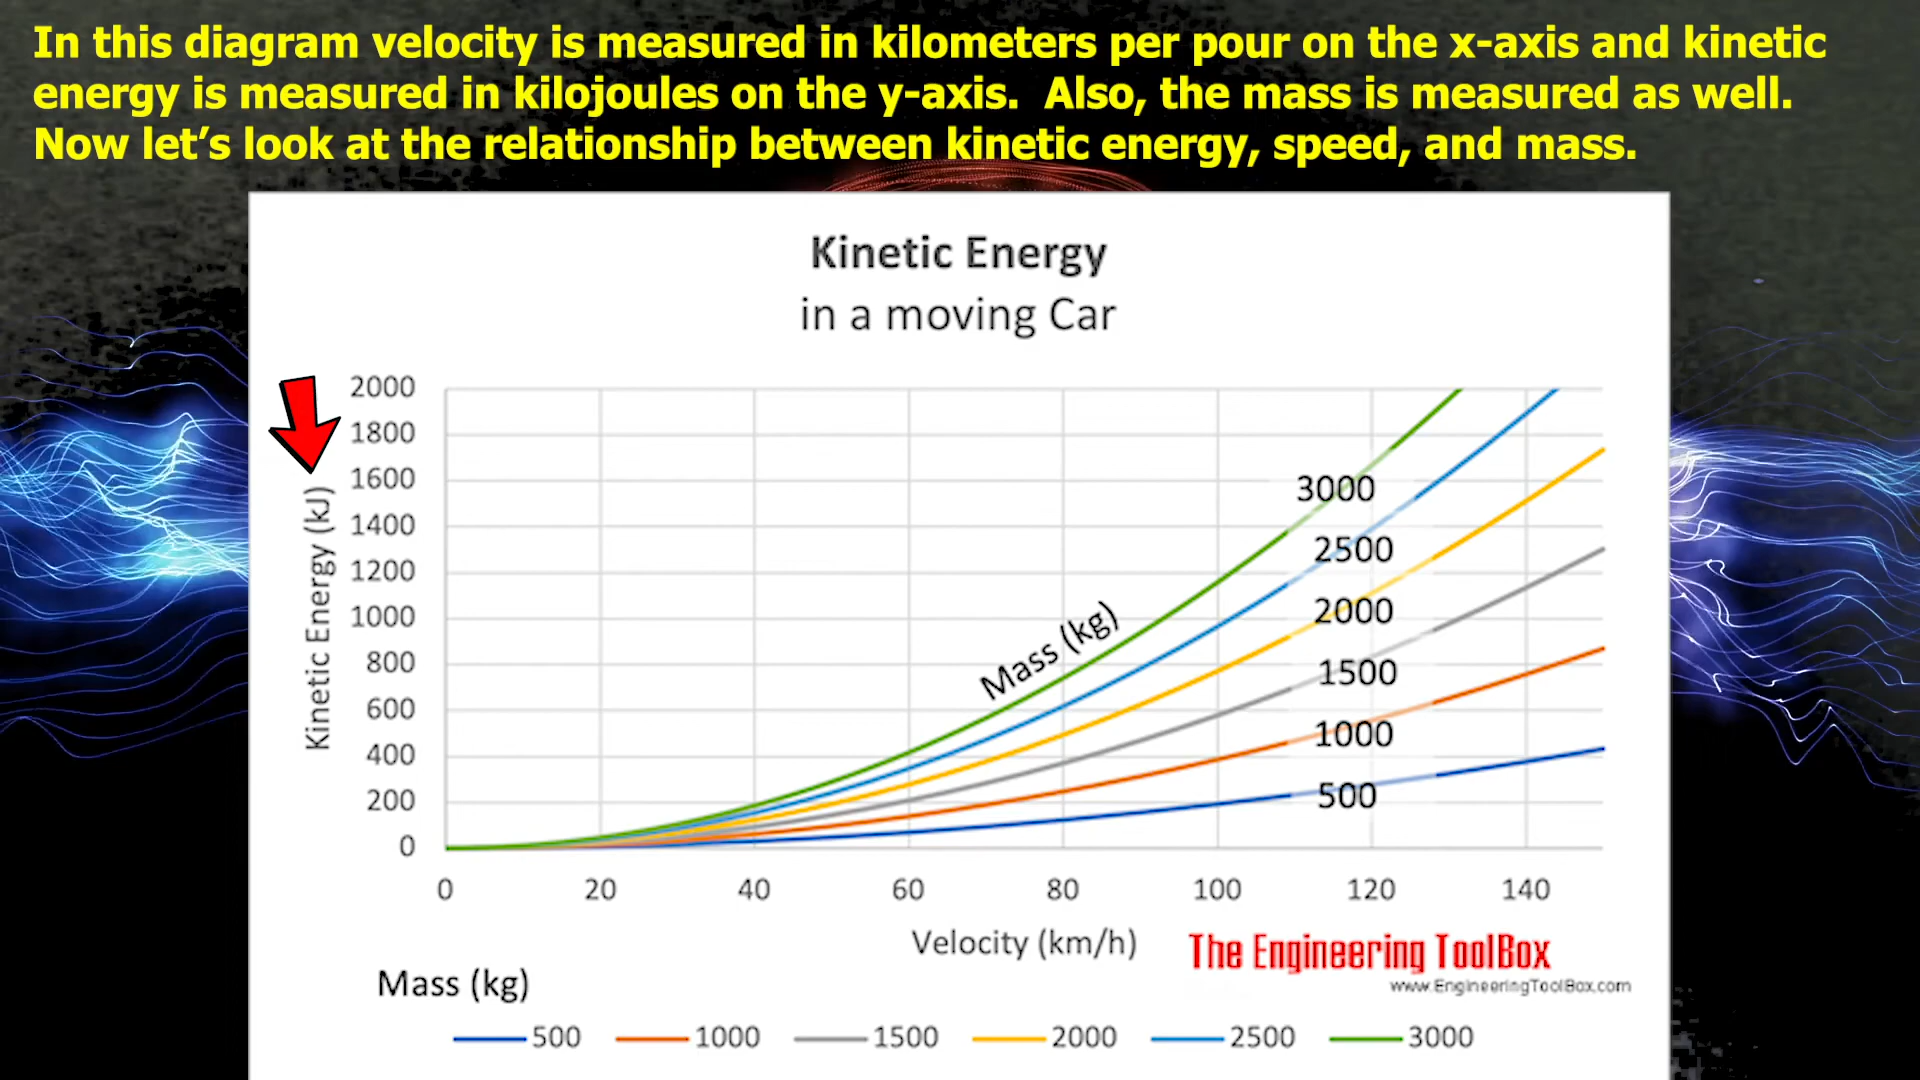 In this diagram velocity is measured in kilometers per pour on the x-axis and kinetic
energy is measured in kilojoules on the y-axis.  Also, the mass is measured as well.
Now let’s look at the relationship between kinetic energy, speed, and mass.
Kinetic Energy
in a moving Car
2000
1800
1600
1400
1200
1000
800
600
400
200
0
Kinetic Energy (kJ)
Mass (kg)
3000
2500
2000
1500
1000
500
0 20 40 60 80 100 120 140
Velocity (km/h)
The Engineering ToolBox
www.EngineeringToolBox.com
Mass (kg)
500 1000 1500 2000 2500 3000